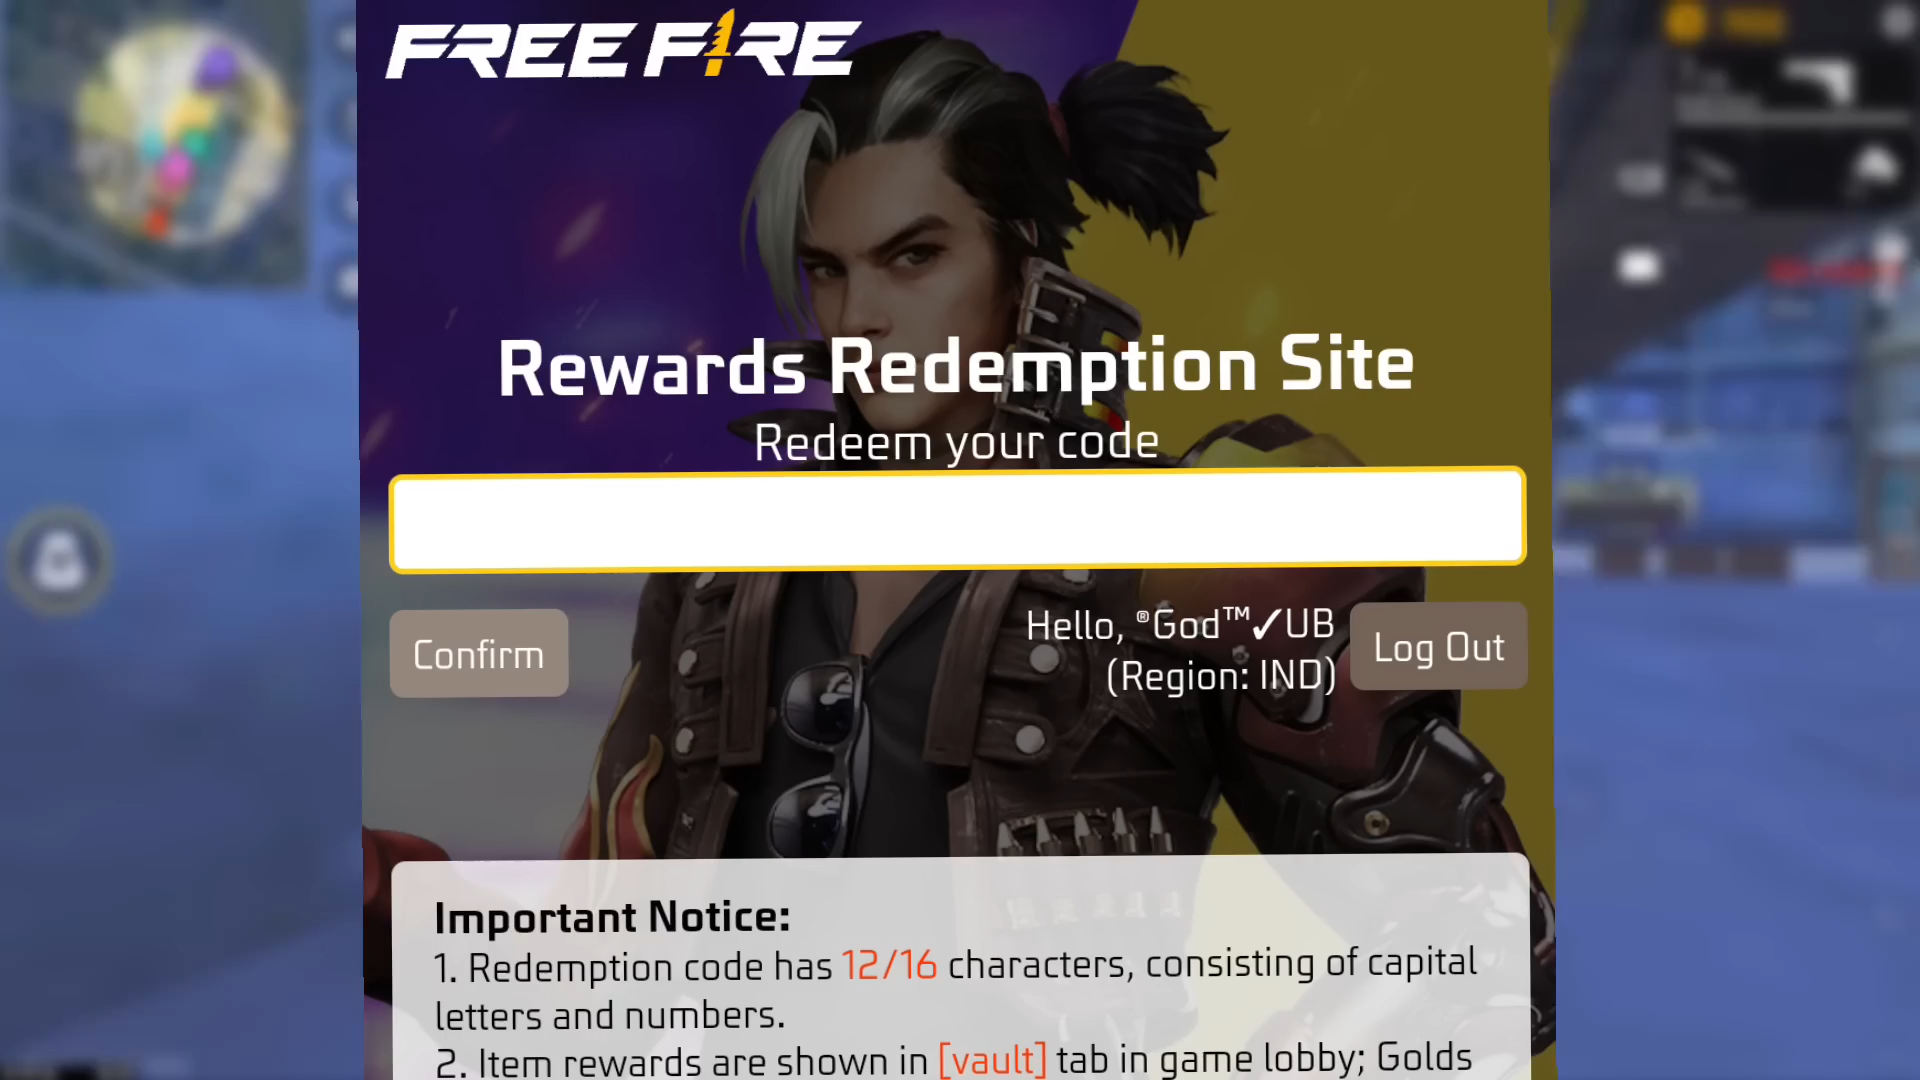 FREE FIRE
Rewards Redemption Site
Redeem your code
Confirm
Hello, ®God™✓UB
(Region: IND)
Log Out
Important Notice:
1. Redemption code has 12/16 characters, consisting of capital
letters and numbers.
2. Item rewards are shown in [vault] tab in game lobby; Golds